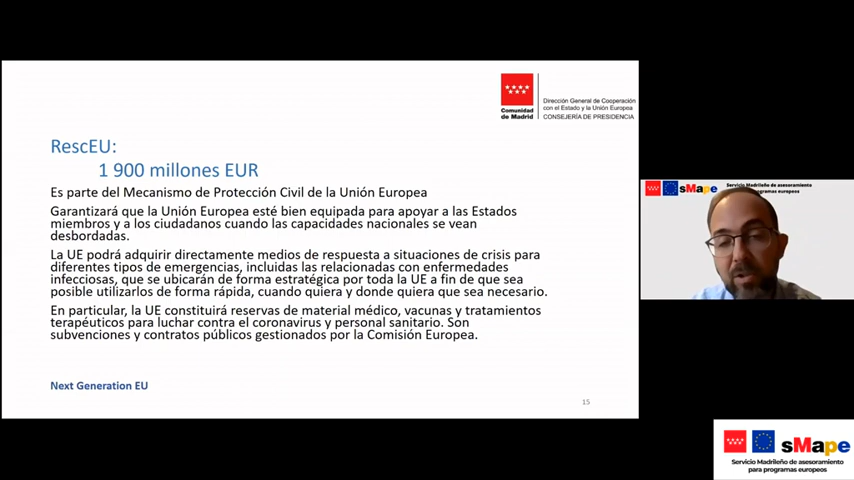 Comunidad
de Madrid
Dirección General de Cooperación
con el Estado y la Unión Europea
CONSEJERÍA DE PRESIDENCIA
RescEU:
1 900 millones EUR
Es parte del Mecanismo de Protección Civil de la Unión Europea
Garantizará que la Unión Europea esté bien equipada para apoyar a las Estados
miembros y a los ciudadanos cuando las capacidades nacionales se vean
desbordadas.
La UE podrá adquirir directamente medios de respuesta a situaciones de crisis para
diferentes tipos de emergencias, incluidas las relacionadas con enfermedades
infecciosas, que se ubicarán de forma estratégica por toda la UE a fin de que sea
posible utilizarlos de forma rápida, cuando quiera y donde quiera que sea necesario.
En particular, la UE constituirá reservas de material médico, vacunas y tratamientos
terapéuticos para luchar contra el coronavirus y personal sanitario. Son
subvenciones y contratos públicos gestionados por la Comisión Europea.
Next Generation EU
15
sMape
Servicio Madrileño de asesoramiento
programas europeos
sMape
Servicio Madrileño de asesoramiento
para programas europeos